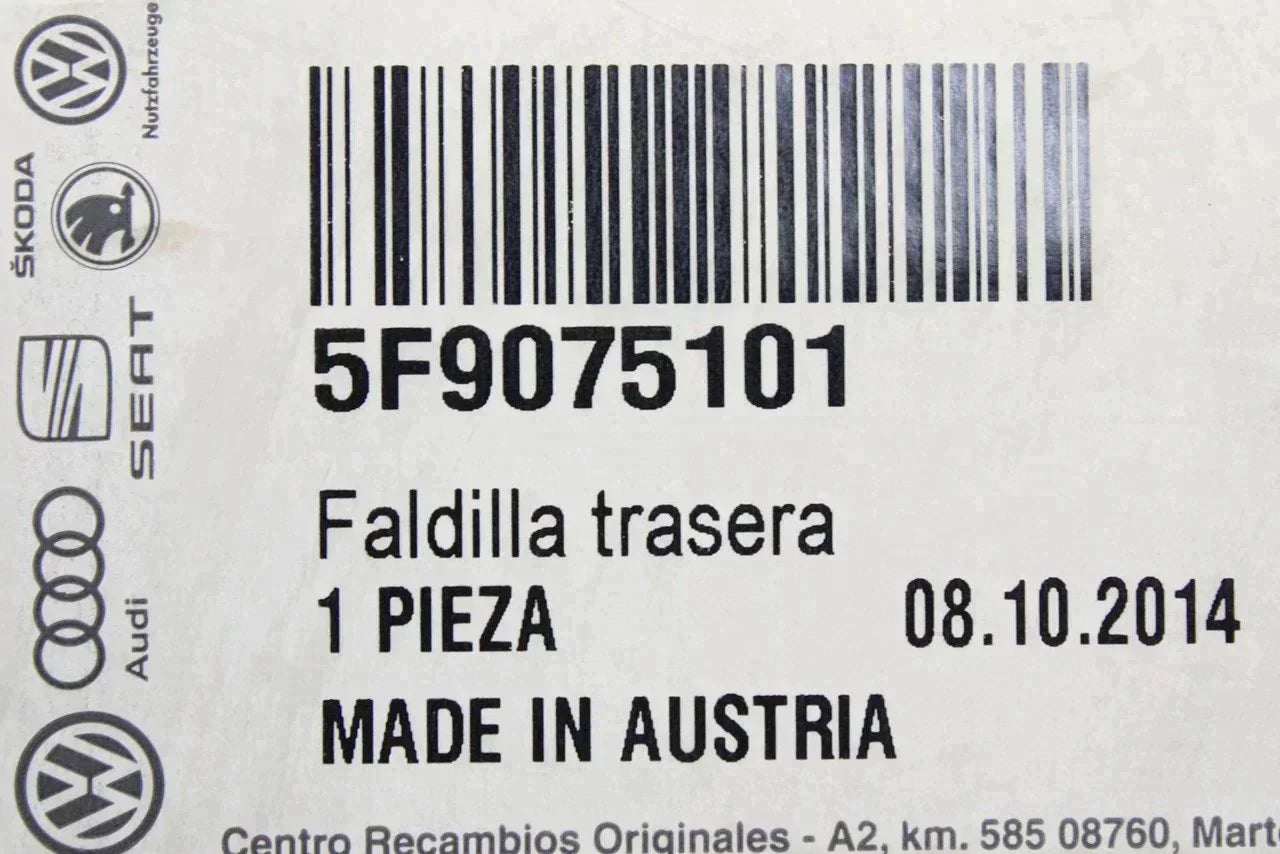 5F9075101
Faldilla trasera
1 PIEZA 08.10.2014
MADE IN AUSTRIA
Centro Recambios Originales - A2, km. 585 08760,
Nutzfahrzeuge
ŠKODA
SEAT
Audi